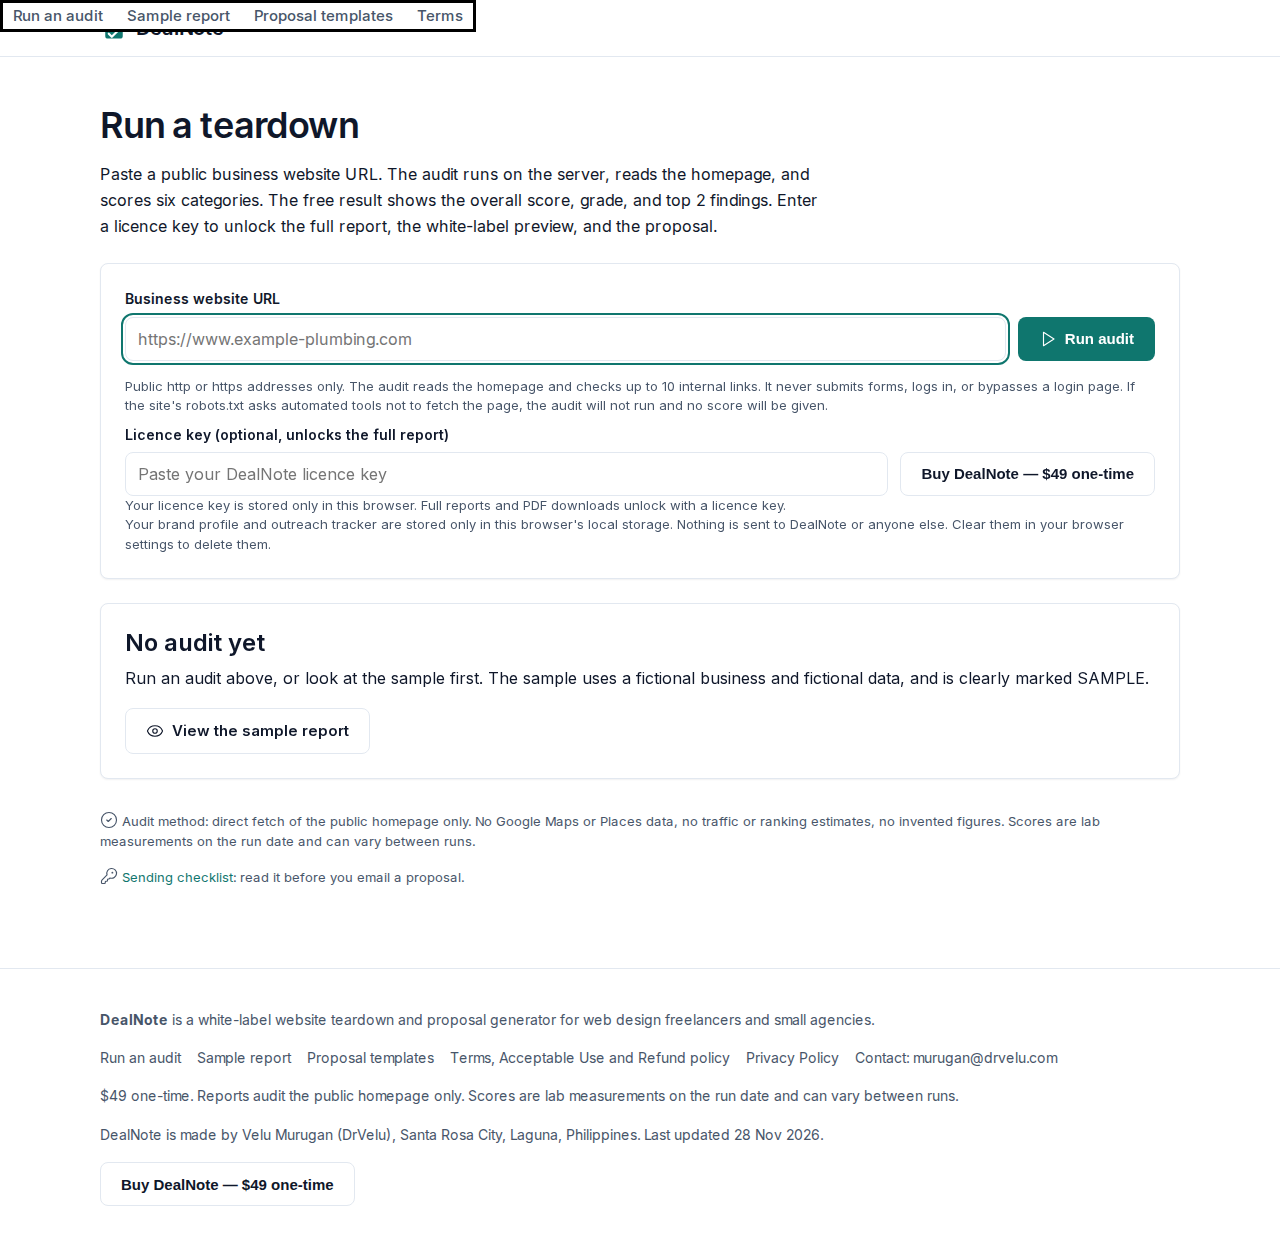 Run an audit Sample report Proposal templates Terms
DealNote
Run a teardown
Paste a public business website URL. The audit runs on the server, reads the homepage, and
scores six categories. The free result shows the overall score, grade, and top 2 findings. Enter
a licence key to unlock the full report, the white-label preview, and the proposal.
Business website URL
https://www.example-plumbing.com
Run audit
Public http or https addresses only. The audit reads the homepage and checks up to 10 internal links. It never submits forms, logs in, or bypasses a login page. If
the site's robots.txt asks automated tools not to fetch the page, the audit will not run and no score will be given.
Licence key (optional, unlocks the full report)
Paste your DealNote licence key
Buy DealNote — $49 one-time
Your licence key is stored only in this browser. Full reports and PDF downloads unlock with a licence key.
Your brand profile and outreach tracker are stored only in this browser's local storage. Nothing is sent to DealNote or anyone else. Clear them in your browser
settings to delete them.
No audit yet
Run an audit above, or look at the sample first. The sample uses a fictional business and fictional data, and is clearly marked SAMPLE.
View the sample report
Audit method: direct fetch of the public homepage only. No Google Maps or Places data, no traffic or ranking estimates, no invented figures. Scores are lab
measurements on the run date and can vary between runs.
Sending checklist: read it before you email a proposal.
DealNote is a white-label website teardown and proposal generator for web design freelancers and small agencies.
Run an audit Sample report Proposal templates Terms, Acceptable Use and Refund policy Privacy Policy Contact: murugan@drvelu.com
$49 one-time. Reports audit the public homepage only. Scores are lab measurements on the run date and can vary between runs.
DealNote is made by Velu Murugan (DrVelu), Santa Rosa City, Laguna, Philippines. Last updated 28 Nov 2026.
Buy DealNote — $49 one-time